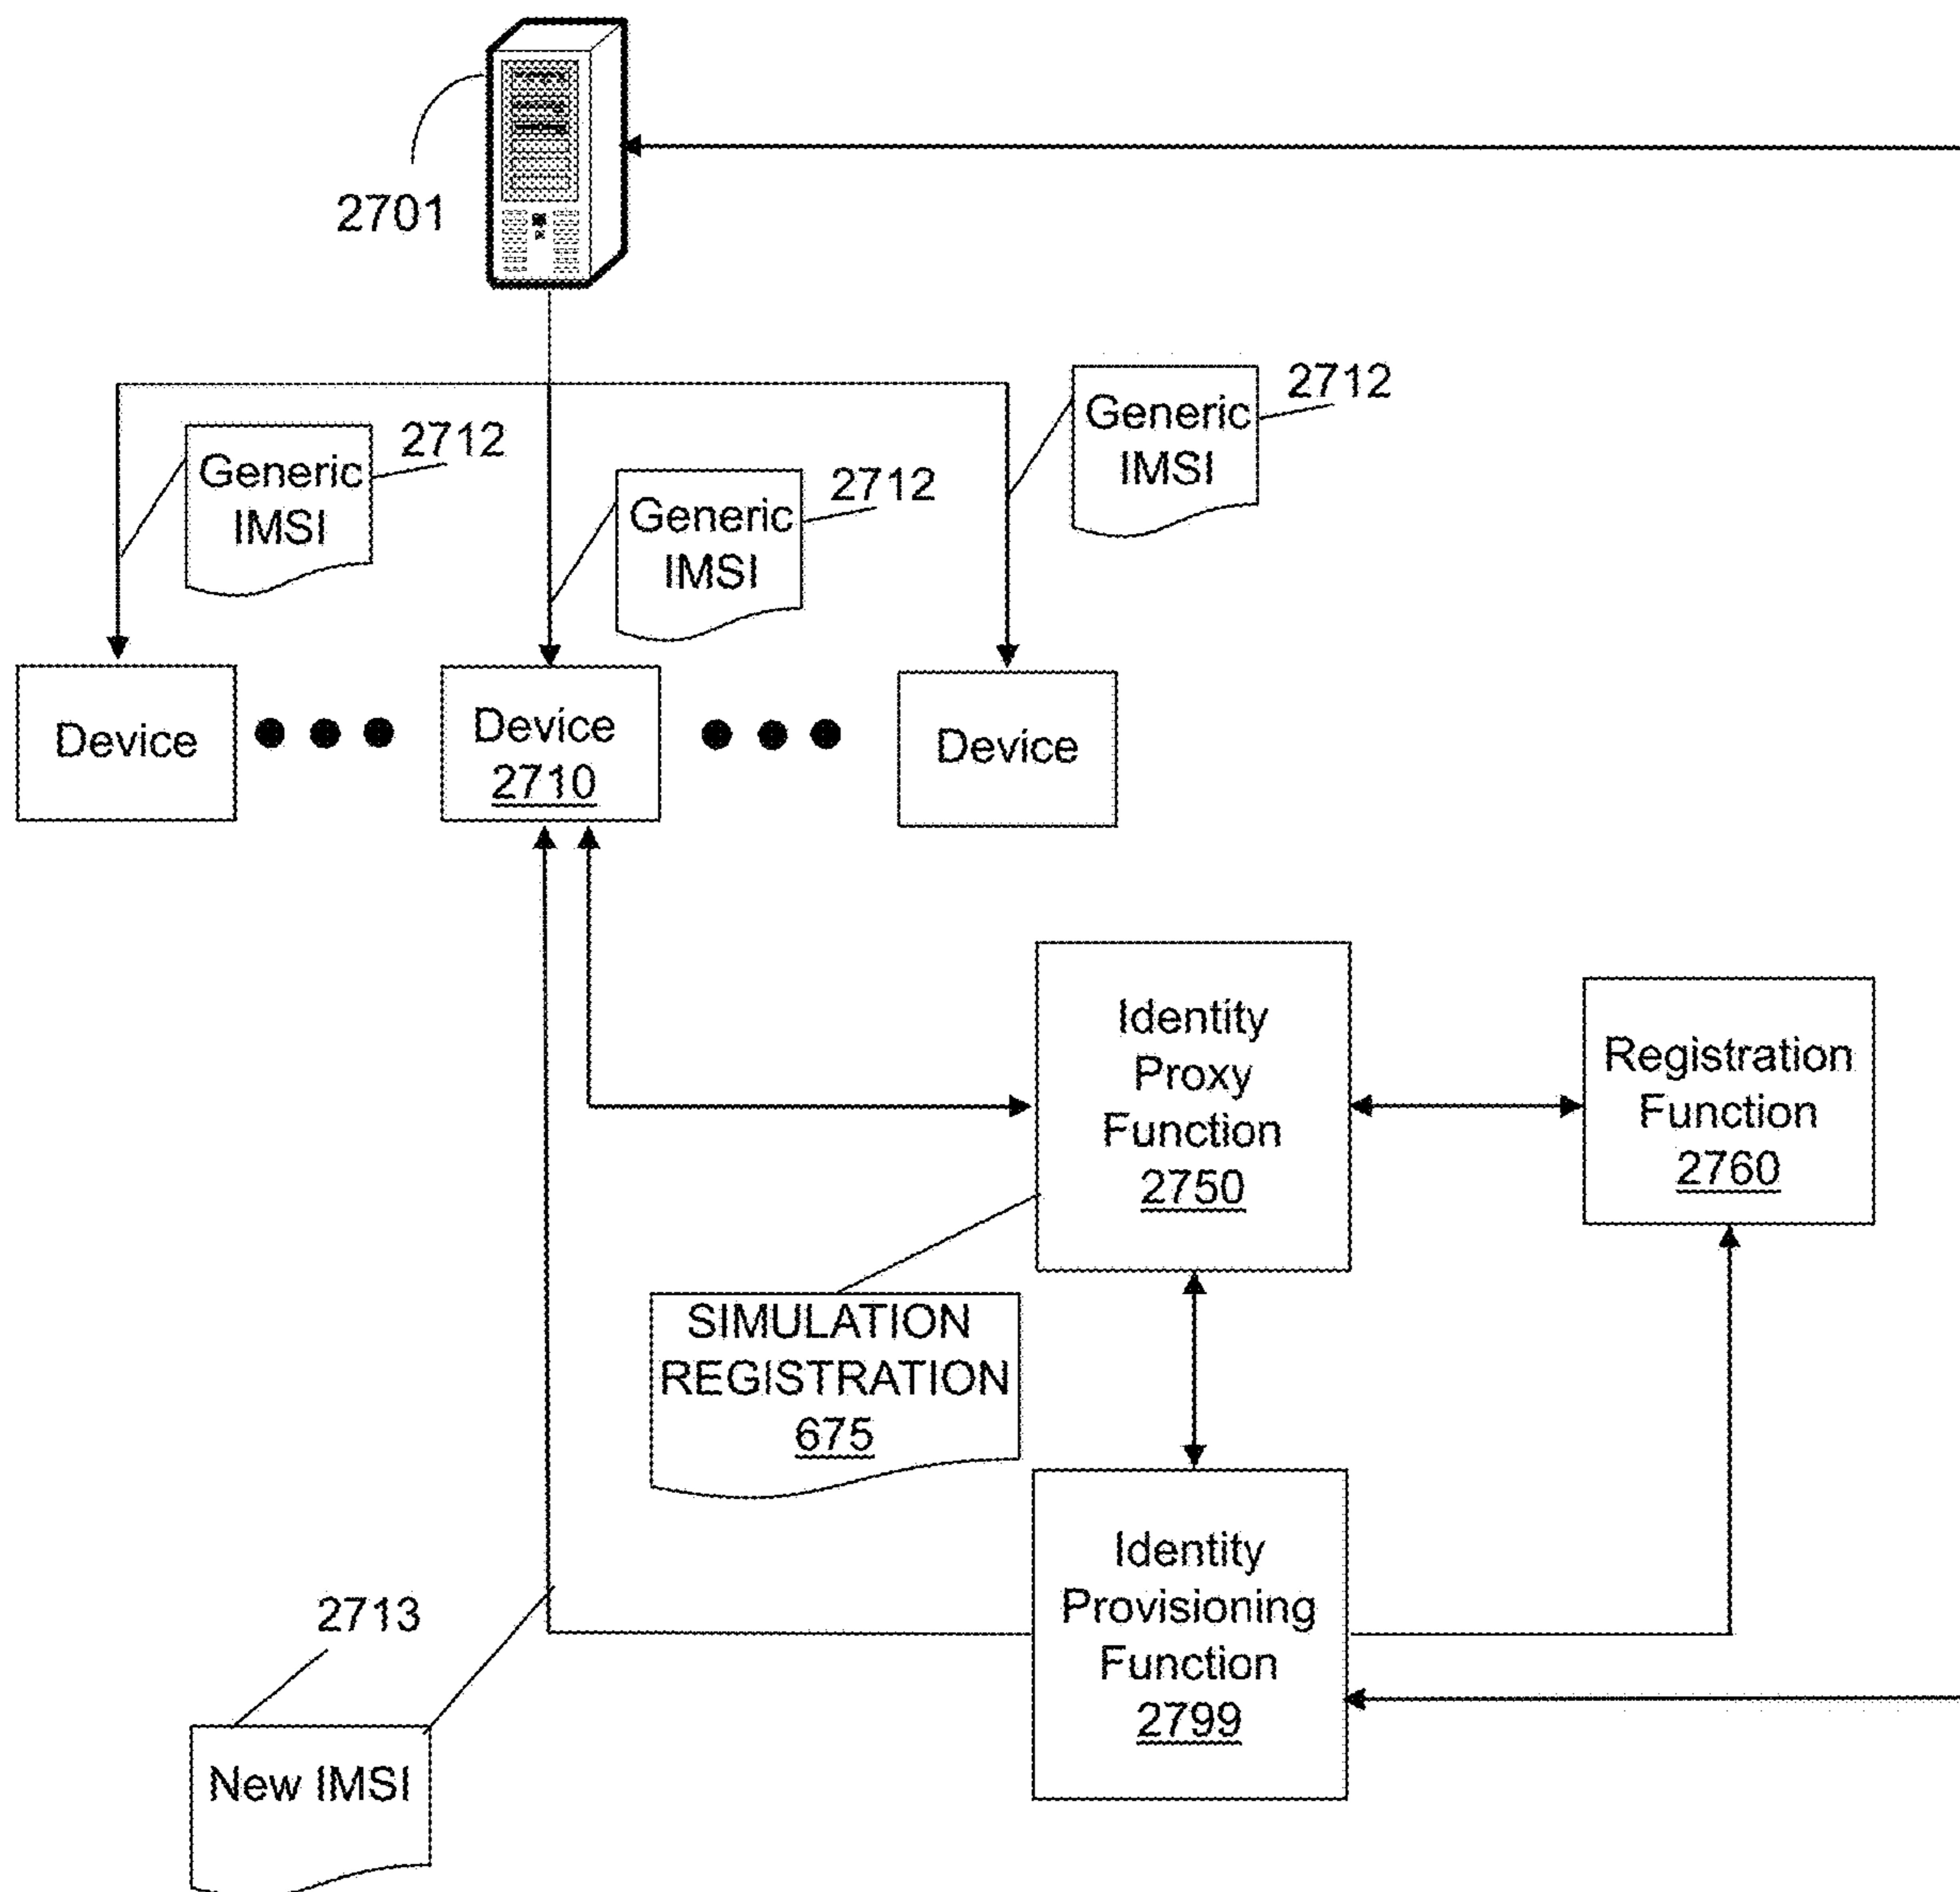 2701
2712
Generic
IMSI
2712
Generic
IMSI
2712
Generic
IMSI
Device
Device
2710
Device
Identity
Proxy
Function
2750
Registration
Function
2760
SIMULATION
REGISTRATION
675
Identity
Provisioning
Function
2799
2713
New IMSI